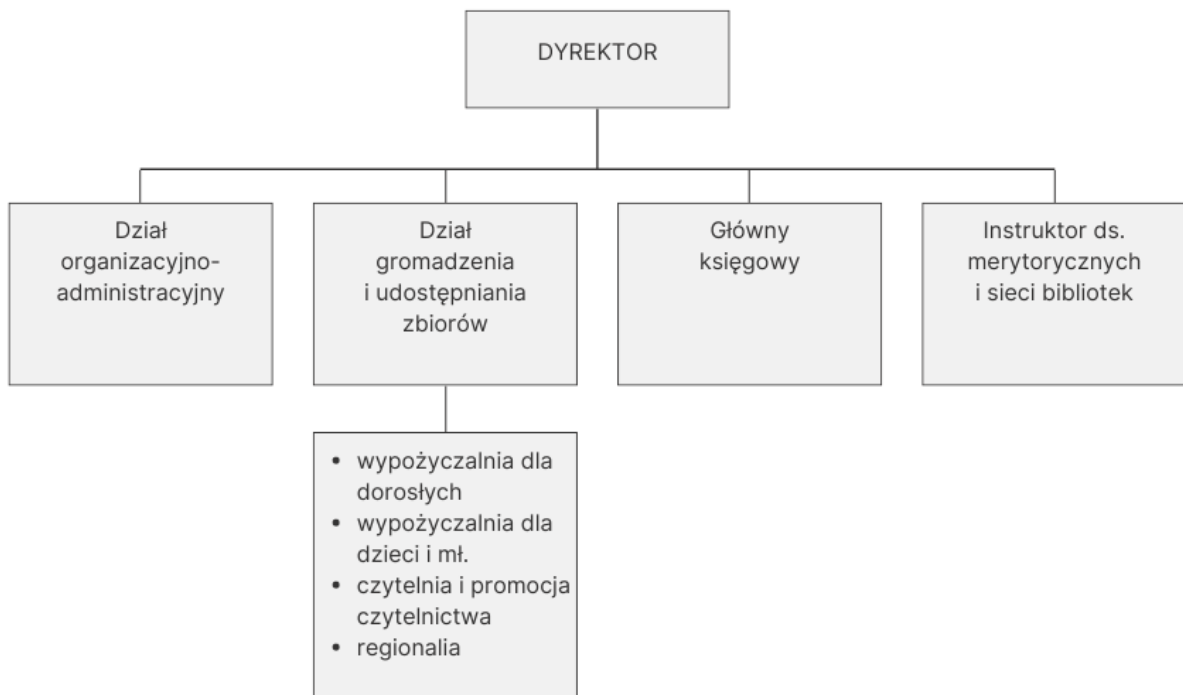 DYREKTOR
Dział
organizacyjno-
administracyjny
Dział
gromadzenia
i udostępniania
zbiorów
Główny
księgowy
Instruktor ds.
merytorycznych
i sieci bibliotek
• wypożyczalnia dla
dorosłych
• wypożyczalnia dla
dzieci i mł.
• czytelnia i promocja
czytelnictwa
• regionalia